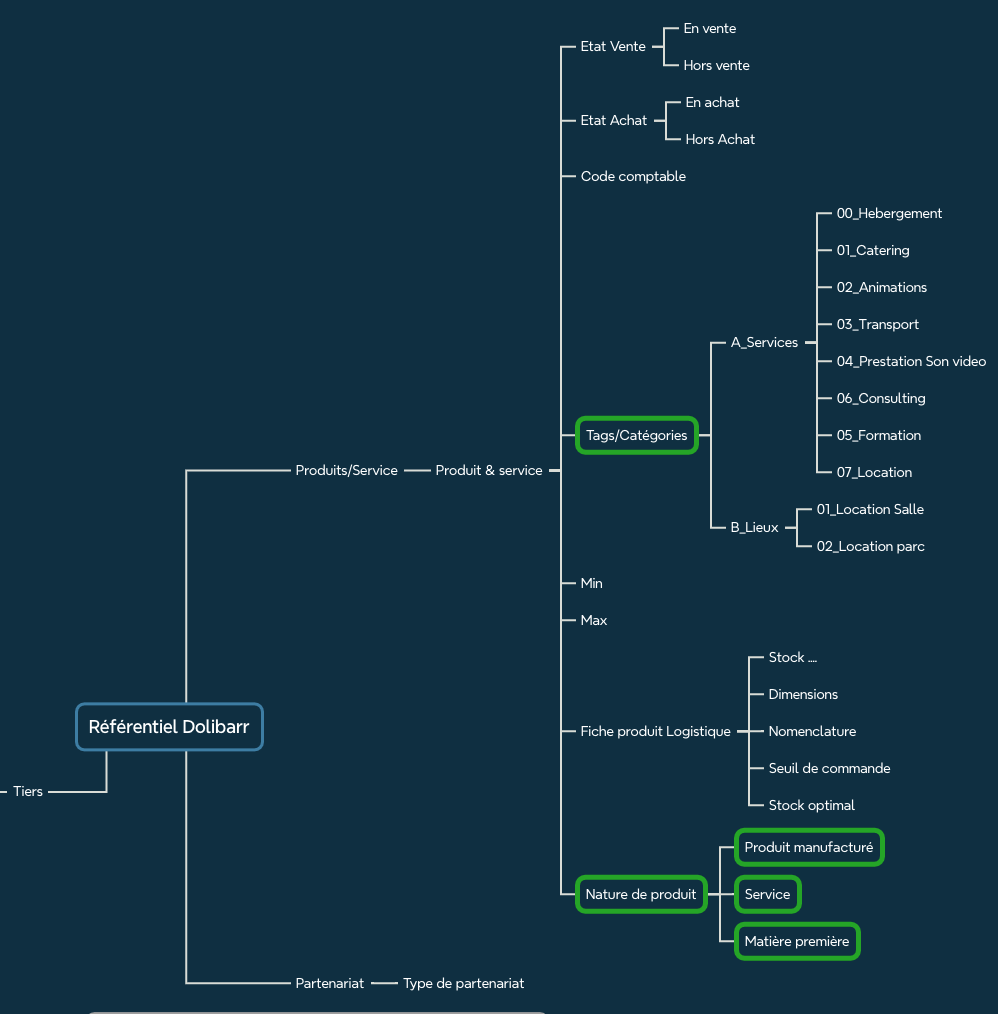 En vente
Etat Vente
Hors vente
En achat
Etat Achat
Hors Achat
Code comptable
00_Hebergement
01_Catering
02_Animations
03_Transport
A_Services
04_Prestation Son video
06_Consulting
Tags/Catégories
05_Formation
Produits/Service
Produit & service
07_Location
01_Location Salle
B_Lieux
02_Location parc
Min
Max
Stock ....
Dimensions
Référentiel Dolibarr
Fiche produit Logistique
Nomenclature
Seuil de commande
Tiers
Stock optimal
Produit manufacturé
Nature de produit
Service
Matière première
Partenariat
Type de partenariat